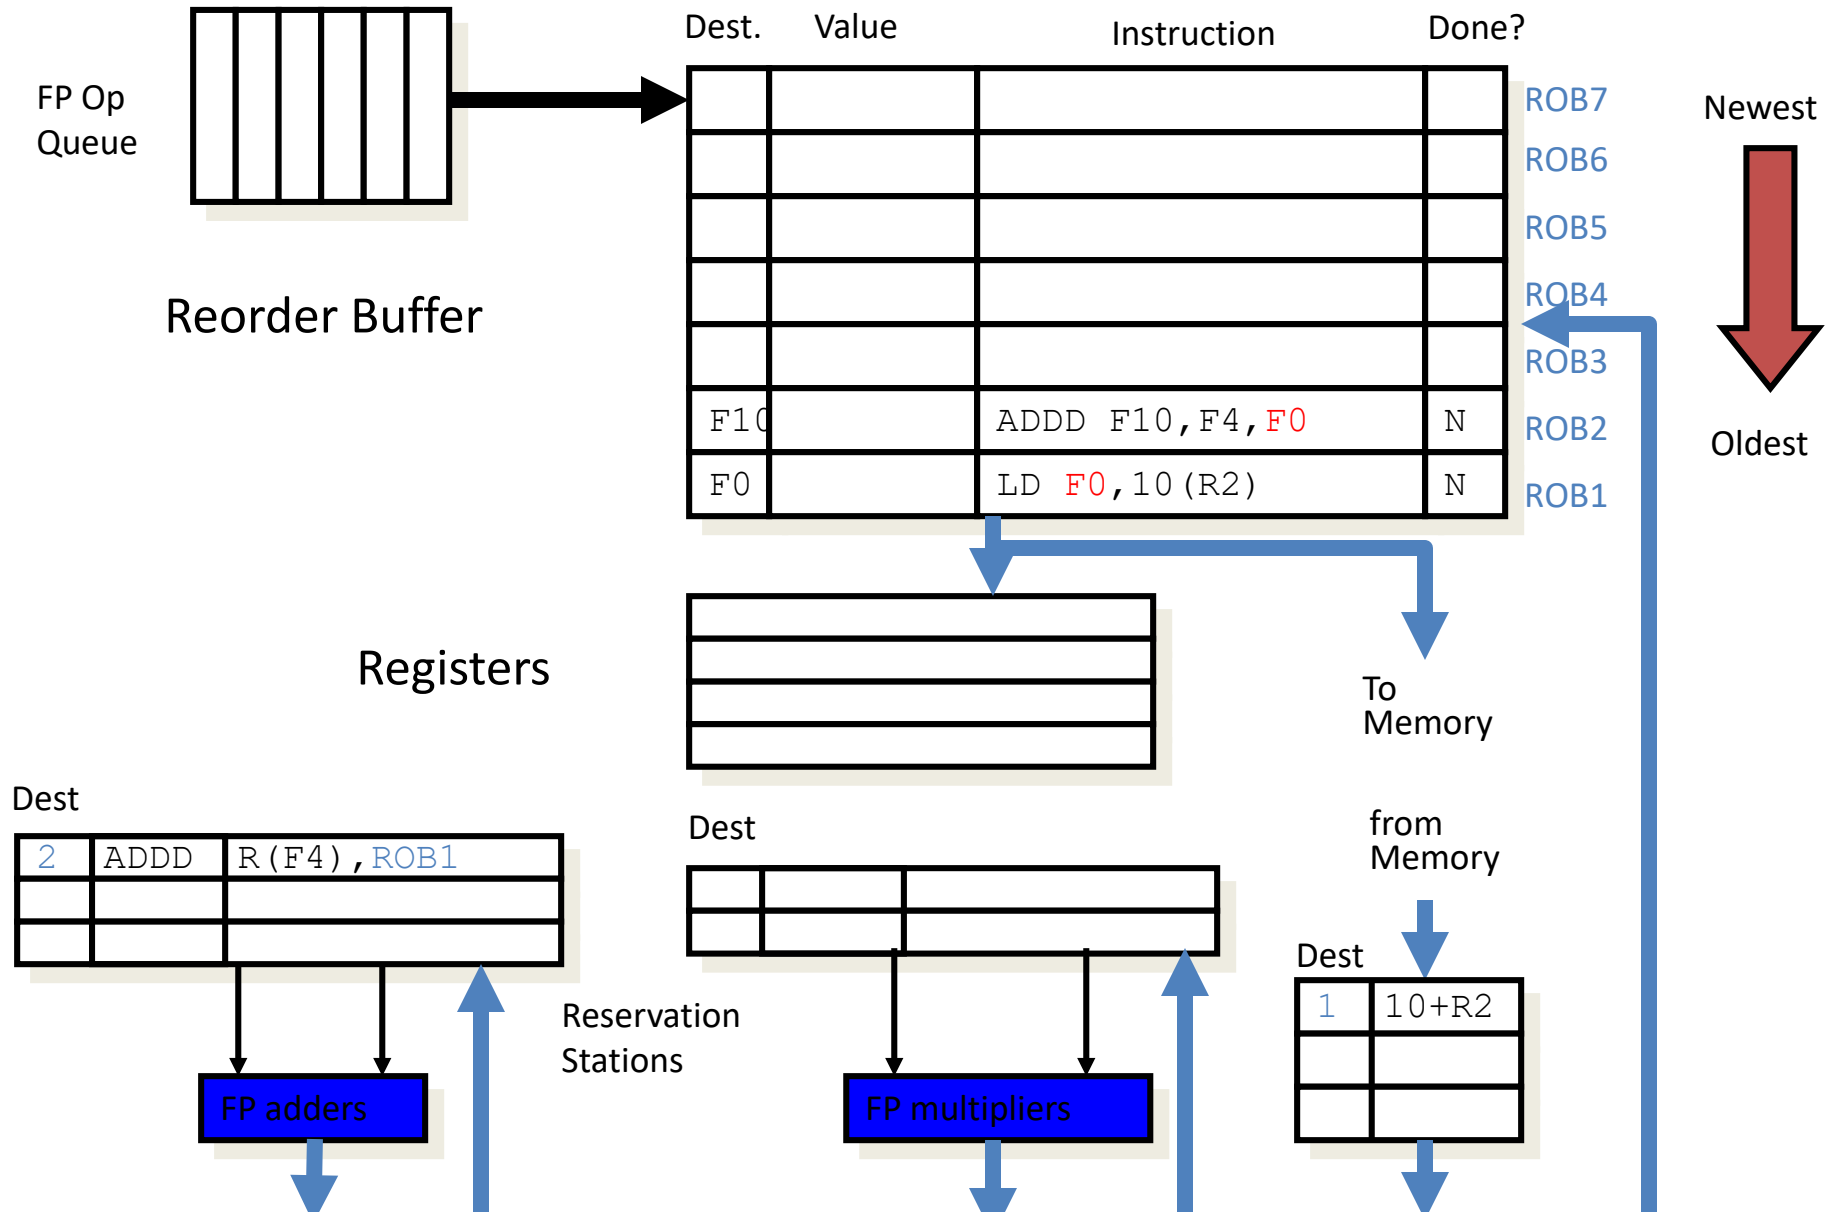 Dest. Value Instruction Done?
FP Op
Queue
ROB7
Newest
ROB6
ROB5
Reorder Buffer
ROB4
ROB3
F10 ADDD F10,F4,F0 N ROB2
Oldest
F0 LD F0,10(R2) N ROB1
Registers
To
Memory
Dest
2 ADDD R(F4),ROB1
Dest
from
Memory
Dest
1 10+R2
Reservation
Stations
FP adders
FP multipliers